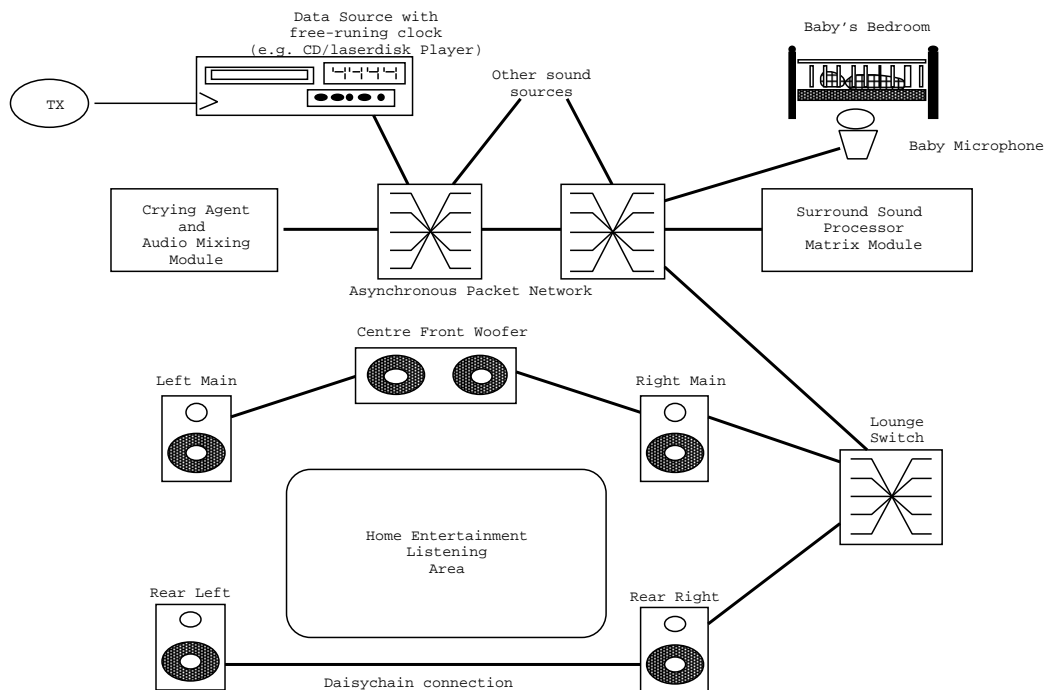 Data Source with
free-runing clock
(e.g. CD/laserdisk Player)
Baby's Bedroom
4444
Other sound
sources
TX
Baby Microphone
Crying Agent
and
Audio Mixing
Module
Surround Sound
Processor
Matrix Module
Asynchronous Packet Network
Centre Front Woofer
Left Main
Right Main
Lounge
Switch
Home Entertainment
Listening
Area
Rear Left
Rear Right
Daisychain connection